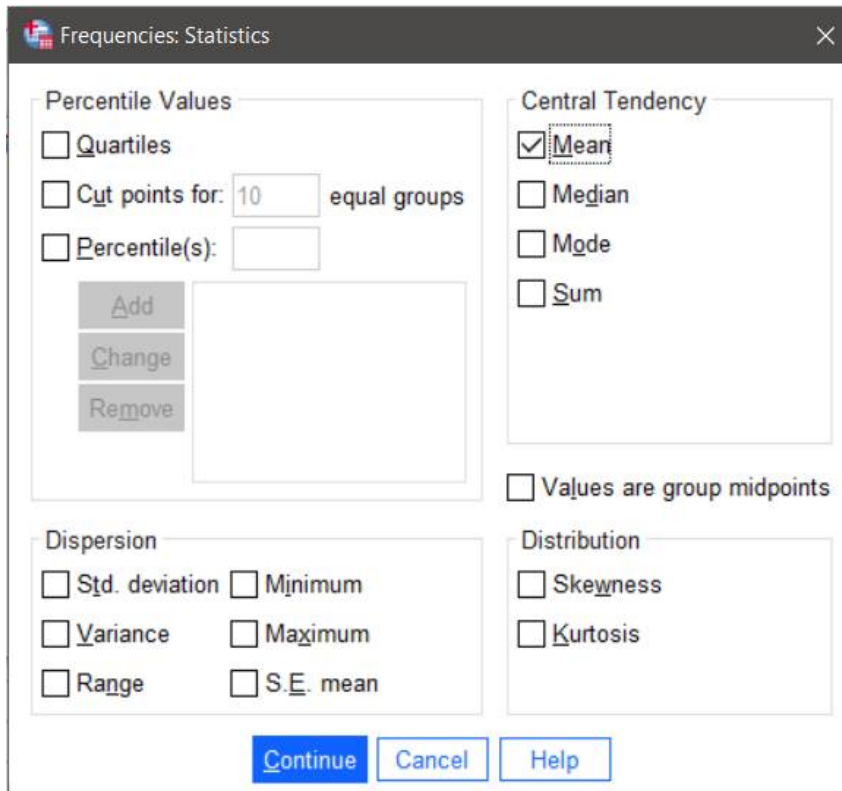 Frequencies: Statistics
Percentile Values
Quartiles
Cut points for: 10 equal groups
Percentile(s):
Add
Change
Remove
Central Tendency
Mean
Median
Mode
Sum
Values are group midpoints
Dispersion
Std. deviation Minimum
Variance Maximum
Range S.E. mean
Distribution
Skewness
Kurtosis
Continue Cancel Help